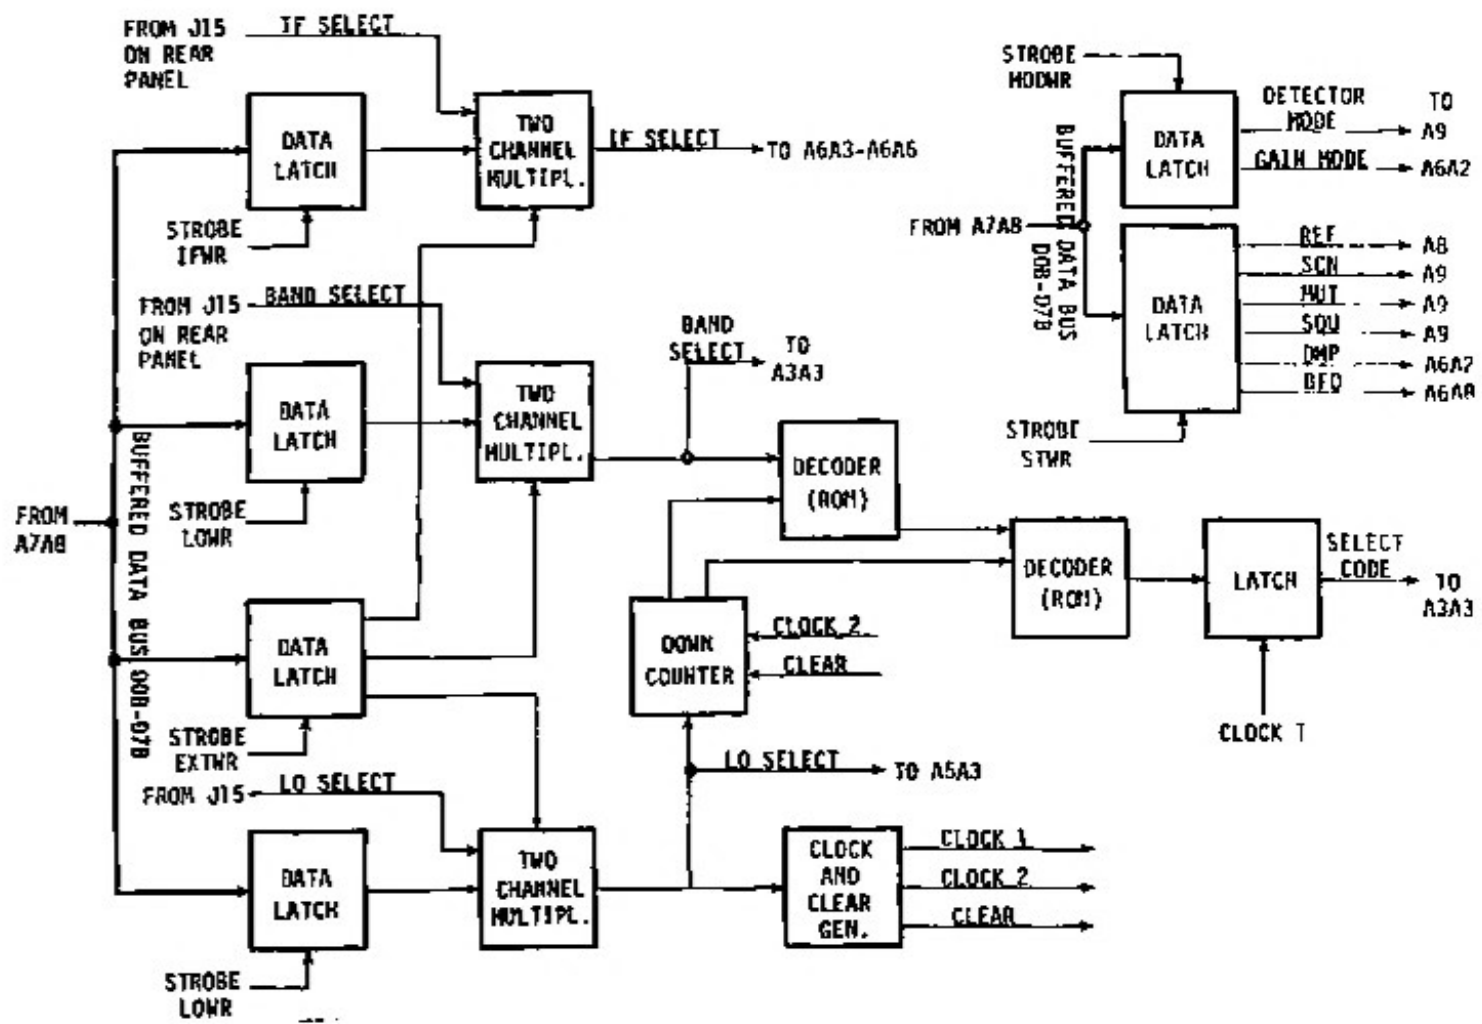 FROM J15
ON REAR
PANEL
IF SELECT
DATA
LATCH
TWO
CHANNEL
MULTIPL.
IF SELECT
TO A6A3-A6A6
STROBE
IFWR
FROM J15
ON REAR
PANEL
BAND SELECT
DATA
LATCH
TWO
CHANNEL
MULTIPL.
BAND
SELECT
TO
A3A3
STROBE
LOWR
FROM
A7A8
BUFFERED DATA BUS D0B-D7B
DECODER
(ROM)
DECODER
(ROM)
LATCH
SELECT
CODE
TO
A3A3
CLOCK 1
DATA
LATCH
STROBE
EXTWR
DOWN
COUNTER
CLOCK 2
CLEAR
FROM J15
LO SELECT
LO SELECT
TO A5A3
DATA
LATCH
TWO
CHANNEL
MULTIPL.
CLOCK
AND
CLEAR
GEN.
CLOCK 1
CLOCK 2
CLEAR
STROBE
LOWR
STROBE
MODWR
DATA
LATCH
DETECTOR
MODE
TO
A9
GAIN MODE
A6A2
FROM A7A8
BUFFERED DATA BUS
D0B-D7B
DATA
LATCH
REF
A8
SCN
A9
MUT
A9
SQU
A9
DMP
A6A2
BFO
A6A8
STROBE
STWR